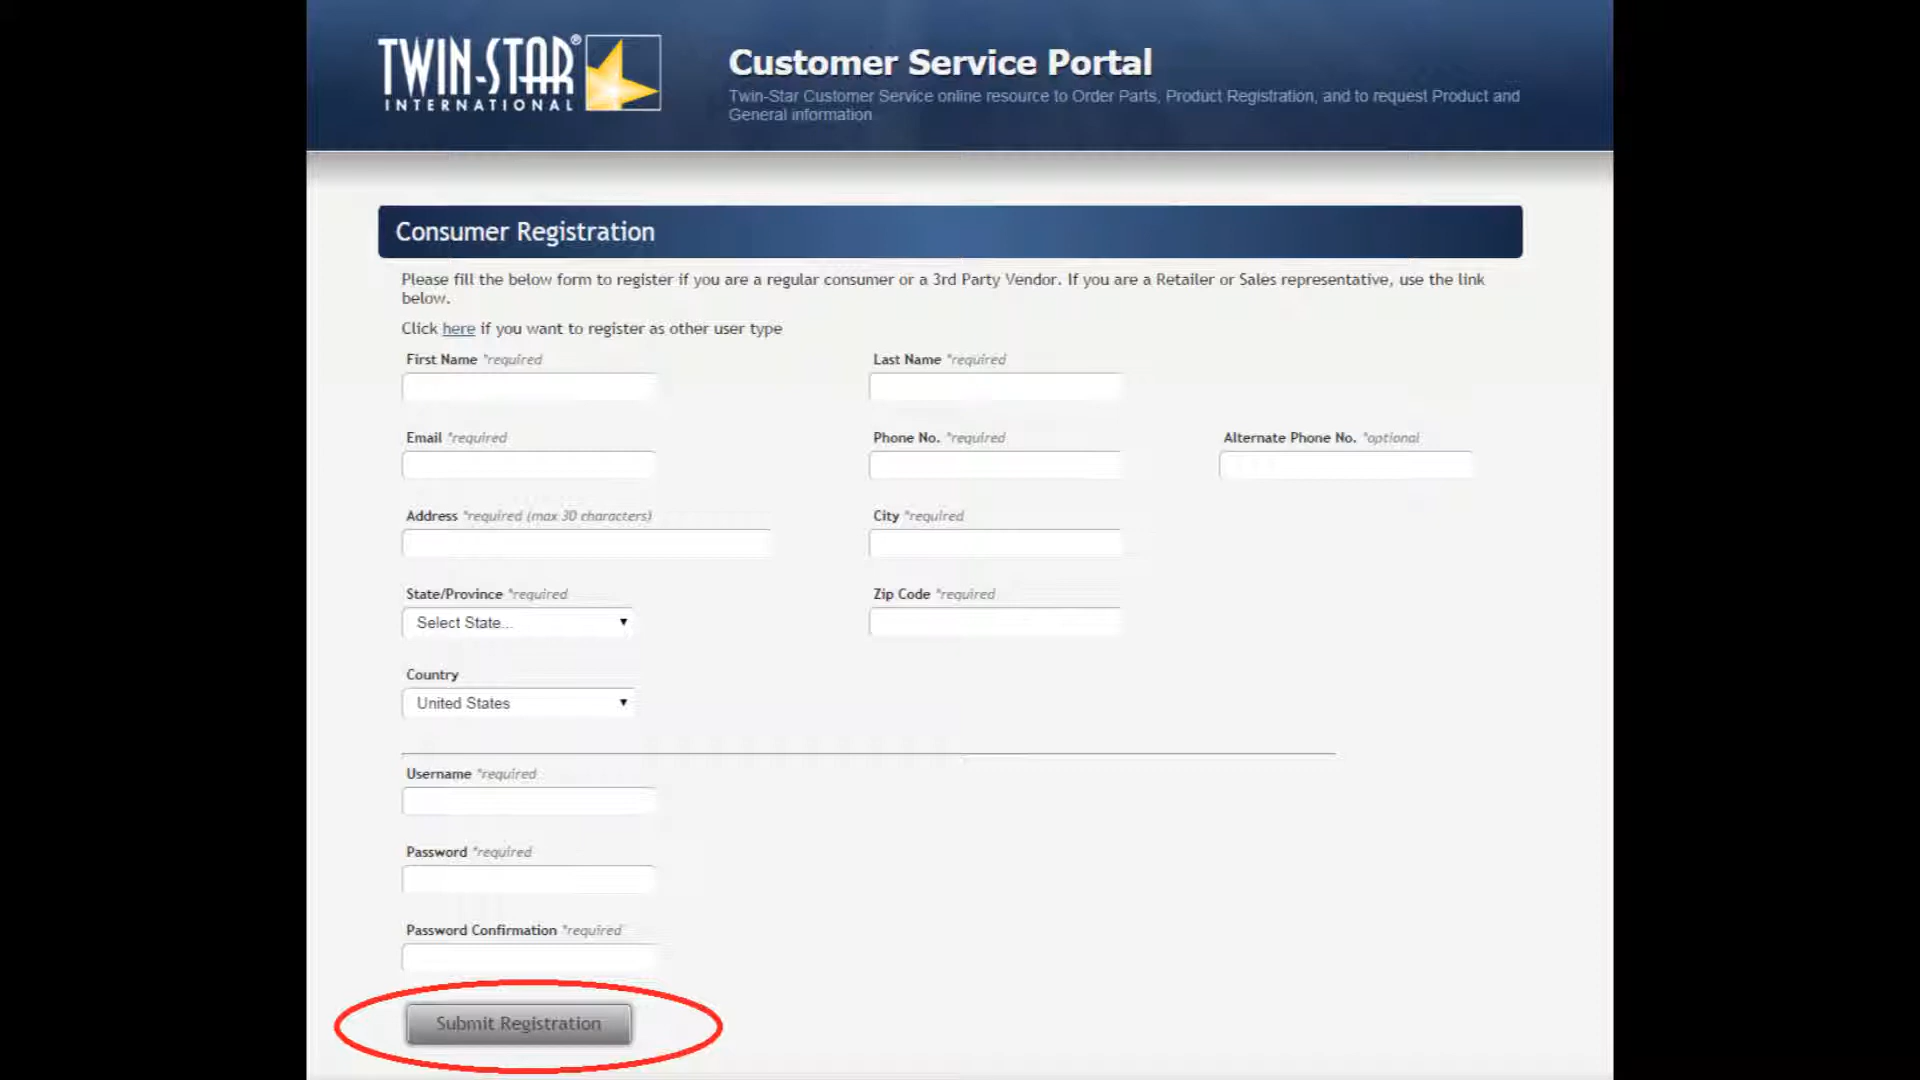 TWIN-STAR®
INTERNATIONAL
Customer Service Portal
Twin-Star Customer Service online resource to Order Parts, Product Registration, and to request Product and
General information
Consumer Registration
Please fill the below form to register if you are a regular consumer or a 3rd Party Vendor. If you are a Retailer or Sales representative, use the link
below.
Click here if you want to register as other user type
First Name *required
Last Name *required
Email *required
Phone No. *required
Alternate Phone No. *optional
Address *required (max 30 characters)
City *required
State/Province *required
Zip Code *required
Select State...
Country
United States
Username *required
Password *required
Password Confirmation *required
Submit Registration